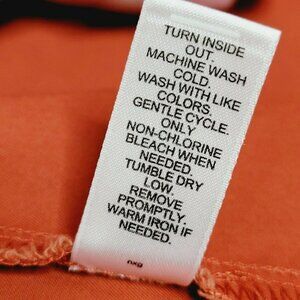 TURN INSIDE
OUT.
MACHINE WASH
COLD.
WASH WITH LIKE
COLORS.
GENTLE CYCLE.
ONLY
NON-CHLORINE
BLEACH WHEN
NEEDED.
TUMBLE DRY
LOW.
REMOVE
PROMPTLY.
WARM IRON IF
NEEDED.